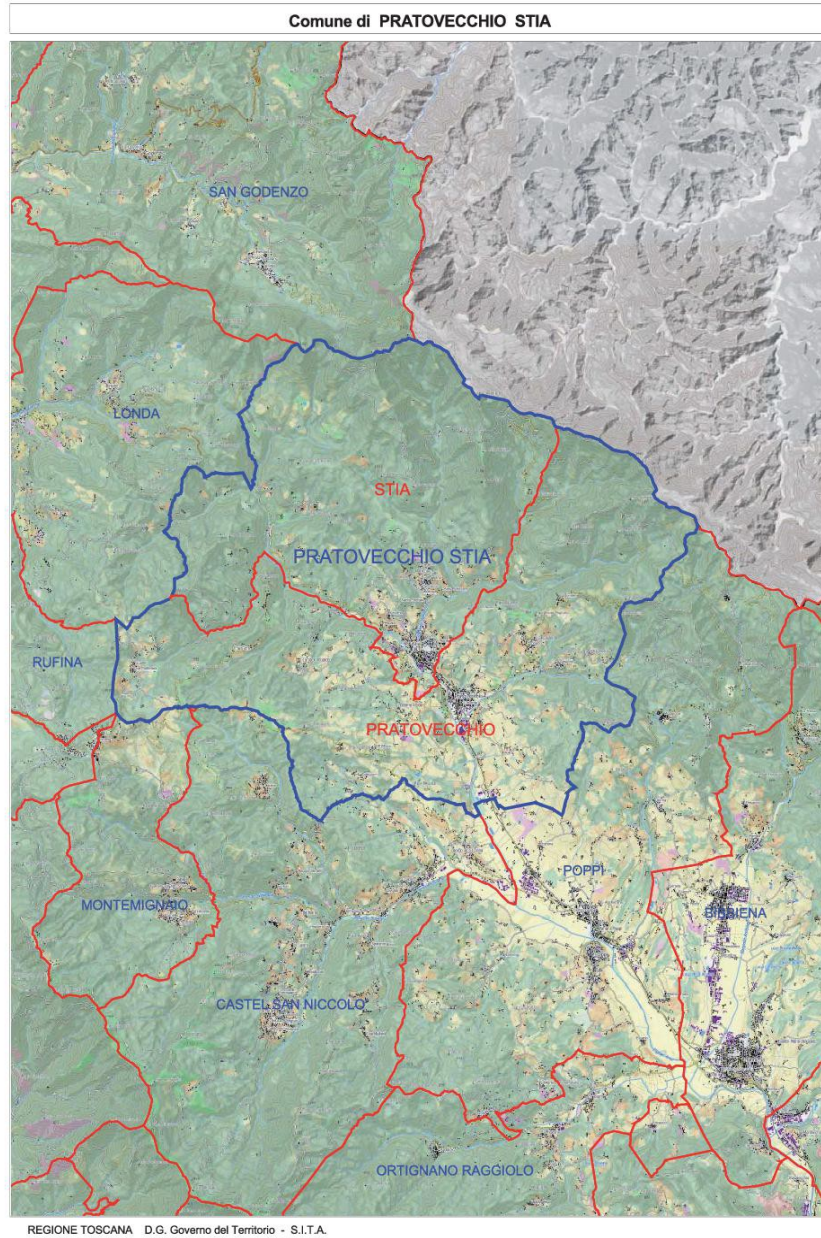 Comune di PRATOVECCHIO STIA
SAN GODENZO
LONDA
STIA
PRATOVECCHIO STIA
RUFINA
PRATOVECCHIO
POPPI
MONTEMIGNAIO
BIBBIENA
CASTEL SAN NICCOLO'
ORTIGNANO RAGGIOLO
REGIONE TOSCANA D.G. Governo del Territorio - S.I.T.A.